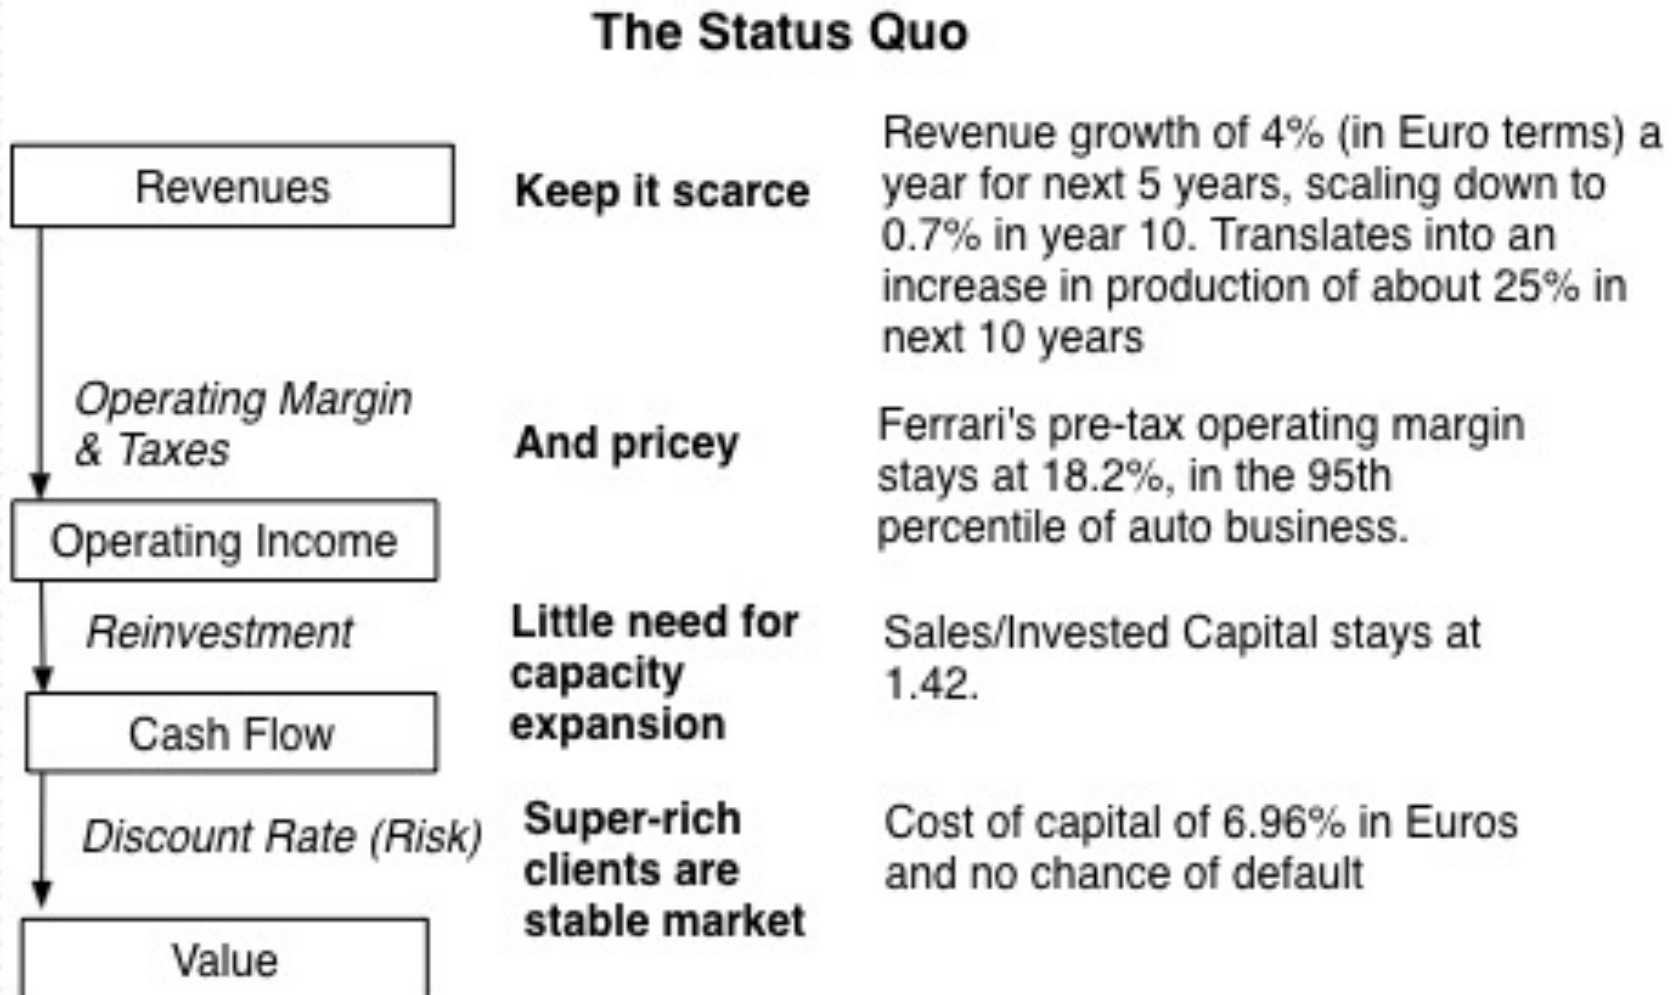 The Status Quo
Revenues
Keep it scarce
Revenue growth of 4% (in Euro terms) a
year for next 5 years, scaling down to
0.7% in year 10. Translates into an
increase in production of about 25% in
next 10 years
Operating Margin
& Taxes
And pricey
Ferrari's pre-tax operating margin
stays at 18.2%, in the 95th
percentile of auto business.
Operating Income
Reinvestment
Little need for
capacity
expansion
Sales/Invested Capital stays at
1.42.
Cash Flow
Discount Rate (Risk)
Super-rich
clients are
stable market
Cost of capital of 6.96% in Euros
and no chance of default
Value